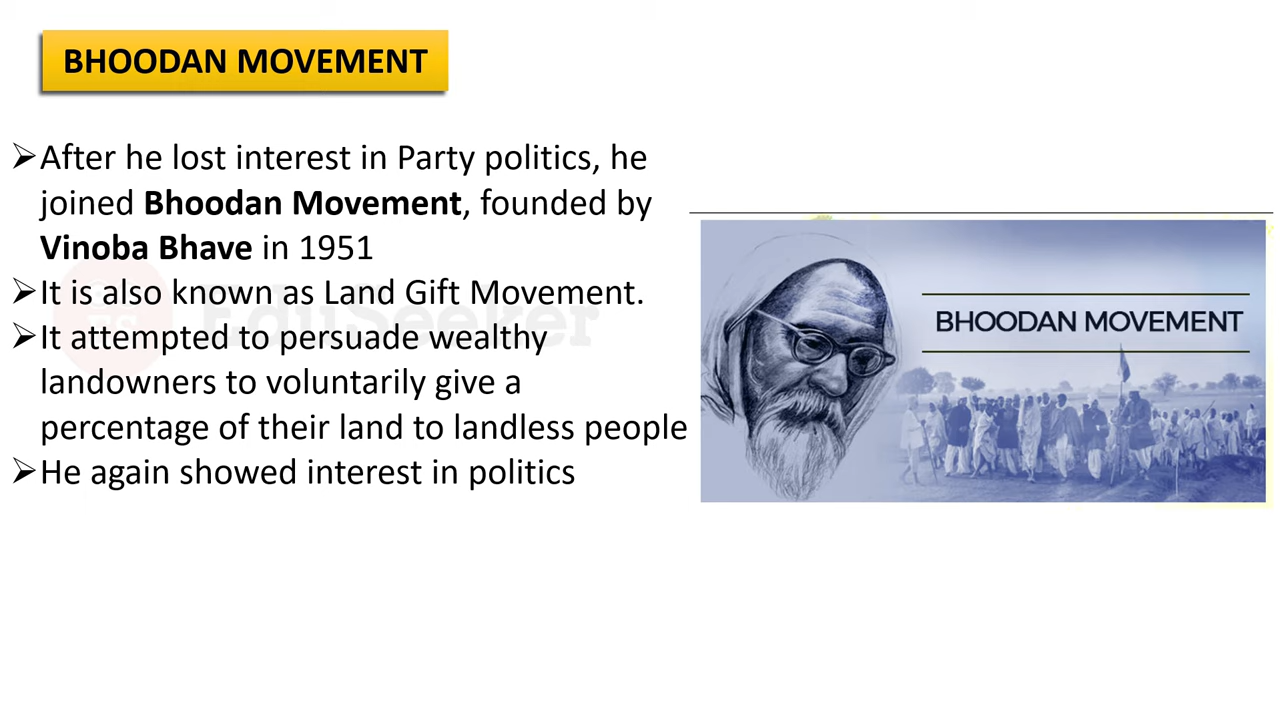 BHOODAN MOVEMENT
➢After he lost interest in Party politics, he
joined Bhoodan Movement, founded by
Vinoba Bhave in 1951
➢It is also known as Land Gift Movement.
➢It attempted to persuade wealthy
landowners to voluntarily give a
percentage of their land to landless people
➢He again showed interest in politics
BHOODAN MOVEMENT
EduSeeker